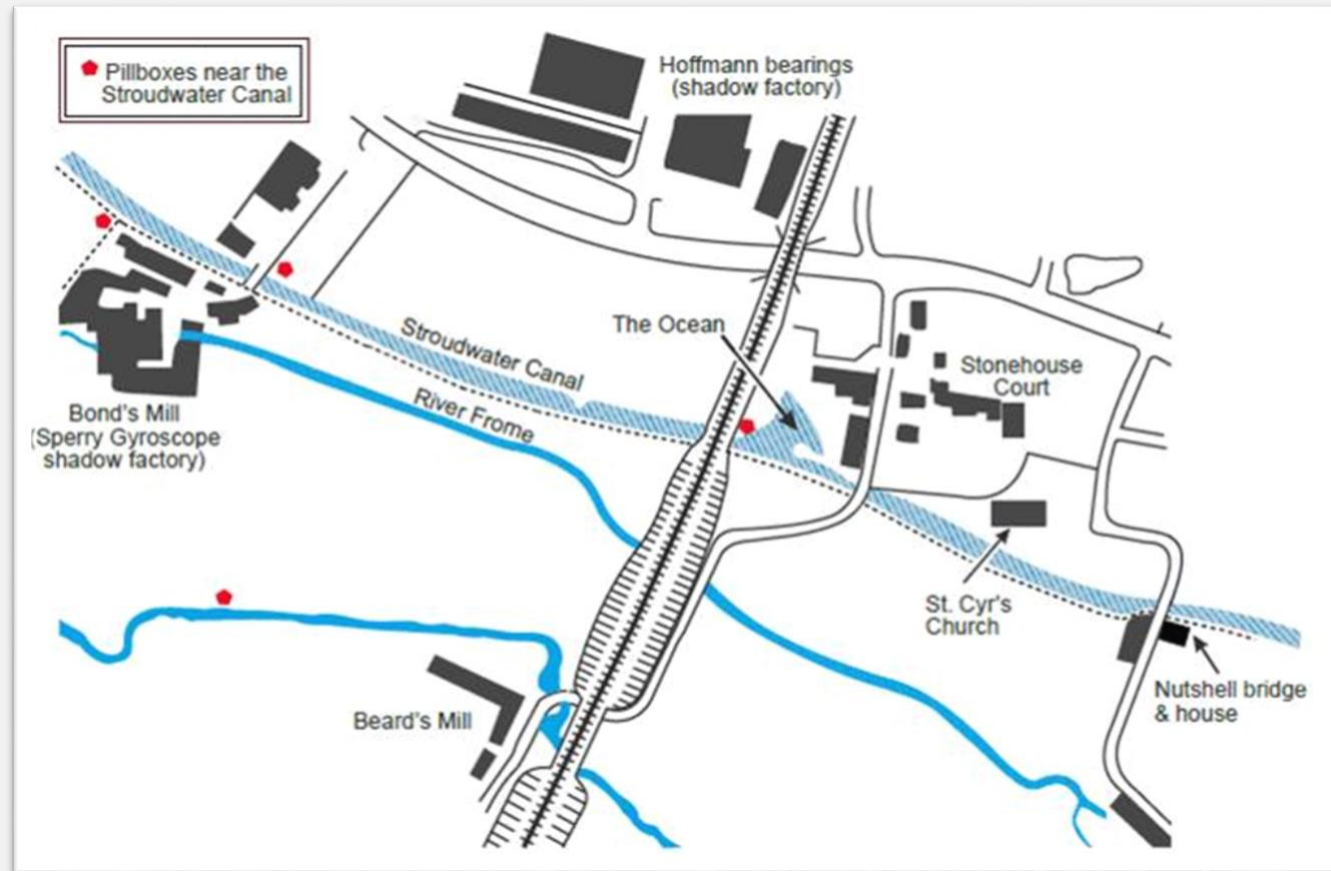 Pillboxes near the
Stroudwater Canal
Hoffmann bearings
(shadow factory)
The Ocean
Stroudwater Canal
River Frome
Stonehouse
Court
Bond's Mill
(Sperry Gyroscope
shadow factory)
St. Cyr's
Church
Nutshell bridge
& house
Beard's Mill